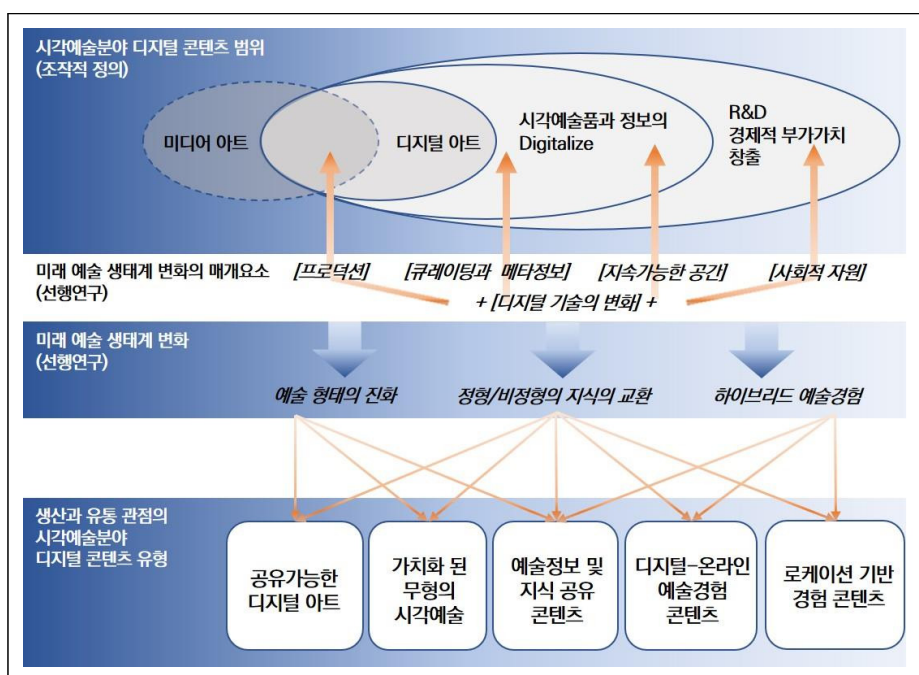 시각예술분야 디지털 콘텐츠 범위
(조작적 정의)
미디어 아트
디지털 아트
시각예술품과 정보의
Digitalize
R&D
경제적 부가가치
창출
미래 예술 생태계 변화의 매개요소
(선행연구)
[프로덕션]
[큐레이팅과 메타정보]
[지속가능한 공간]
[사회적 자원]
+ [디지털 기술의 변화] +
미래 예술 생태계 변화
(선행연구)
예술 형태의 진화
정형/비정형의 지식의 교환
하이브리드 예술경험
생산과 유통 관점의
시각예술분야
디지털 콘텐츠 유형
공유가능한
디지털 아트
가치화 된
무형의
시각예술
예술정보 및
지식 공유
콘텐츠
디지털-온라인
예술경험
콘텐츠
로케이션 기반
경험 콘텐츠